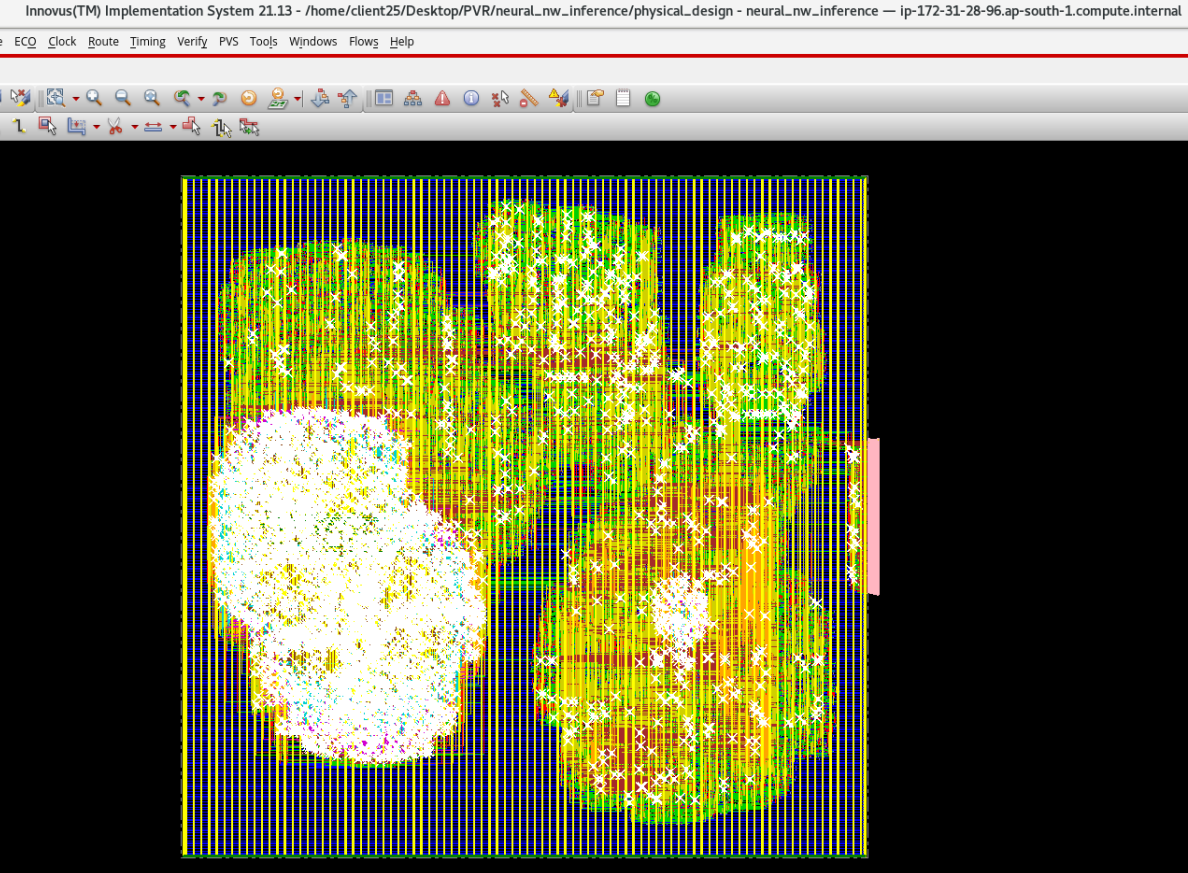 Innovus(TM) Implementation System 21.13 - /home/client25/Desktop/PVR/neural_nw_inference/physical_design - neural_nw_inference — ip-172-31-28-96.ap-south-1.compute.internal
ECO Clock Route Timing Verify PVS Tools Windows Flows Help